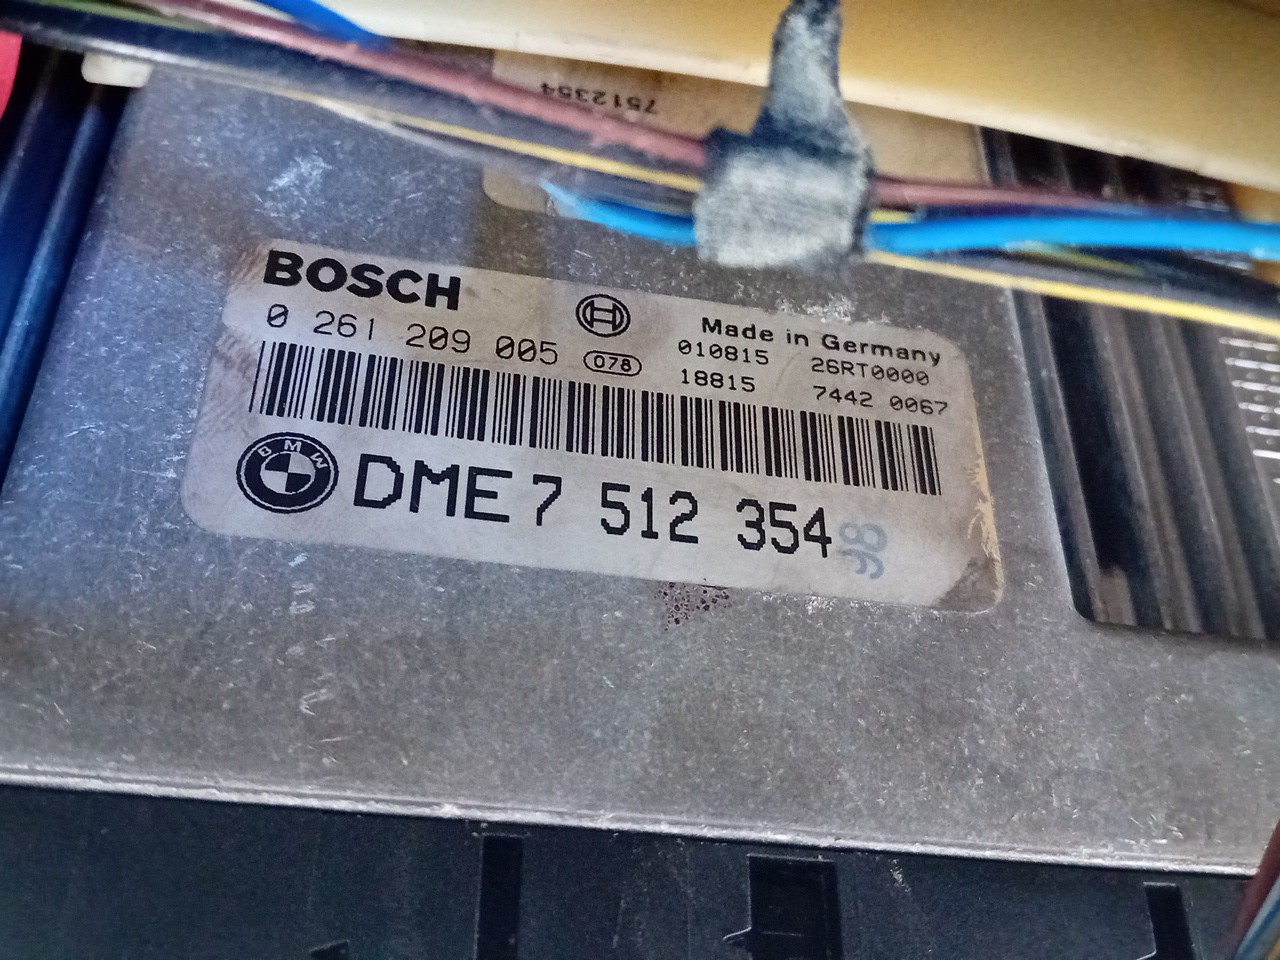 7512354
BOSCH
0 261 209 005
078
Made in Germany
010815 26RT0000
18815 7442 0067
BMW
DME 7 512 354
98